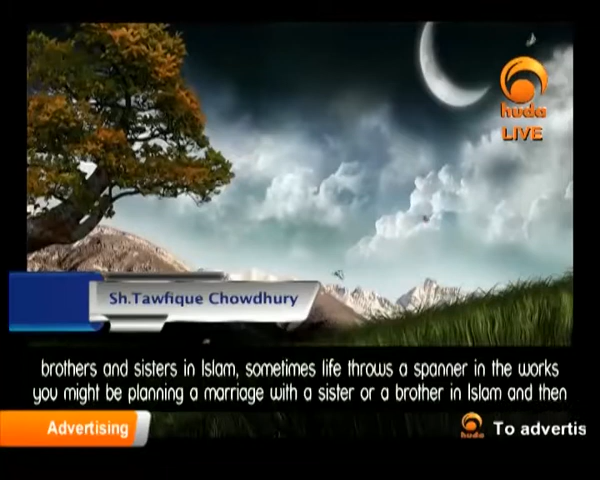 huda
LIVE
Sh.Tawfique Chowdhury
brothers and sisters in Islam, sometimes life throws a spanner in the works
you might be planning a marriage with a sister or a brother in Islam and then
Advertising
huda
To advertis